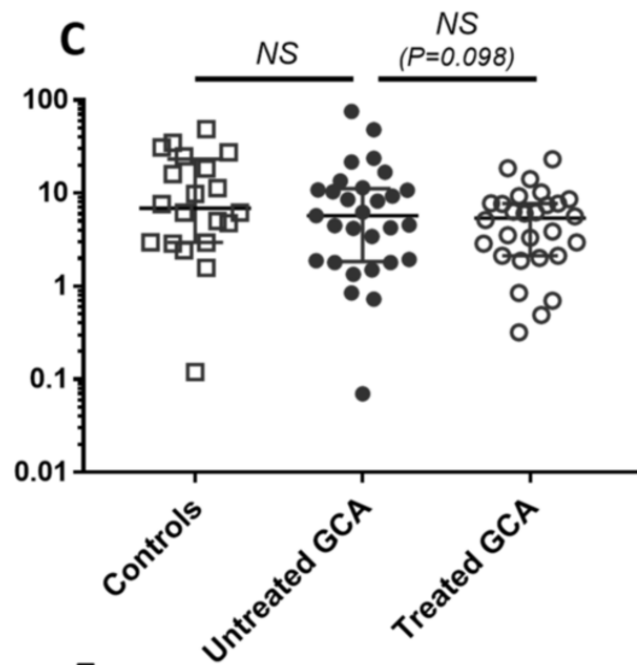 C
NS
NS
(P=0.098)
100
10
1
0.1
0.01
Controls
Untreated GCA
Treated GCA